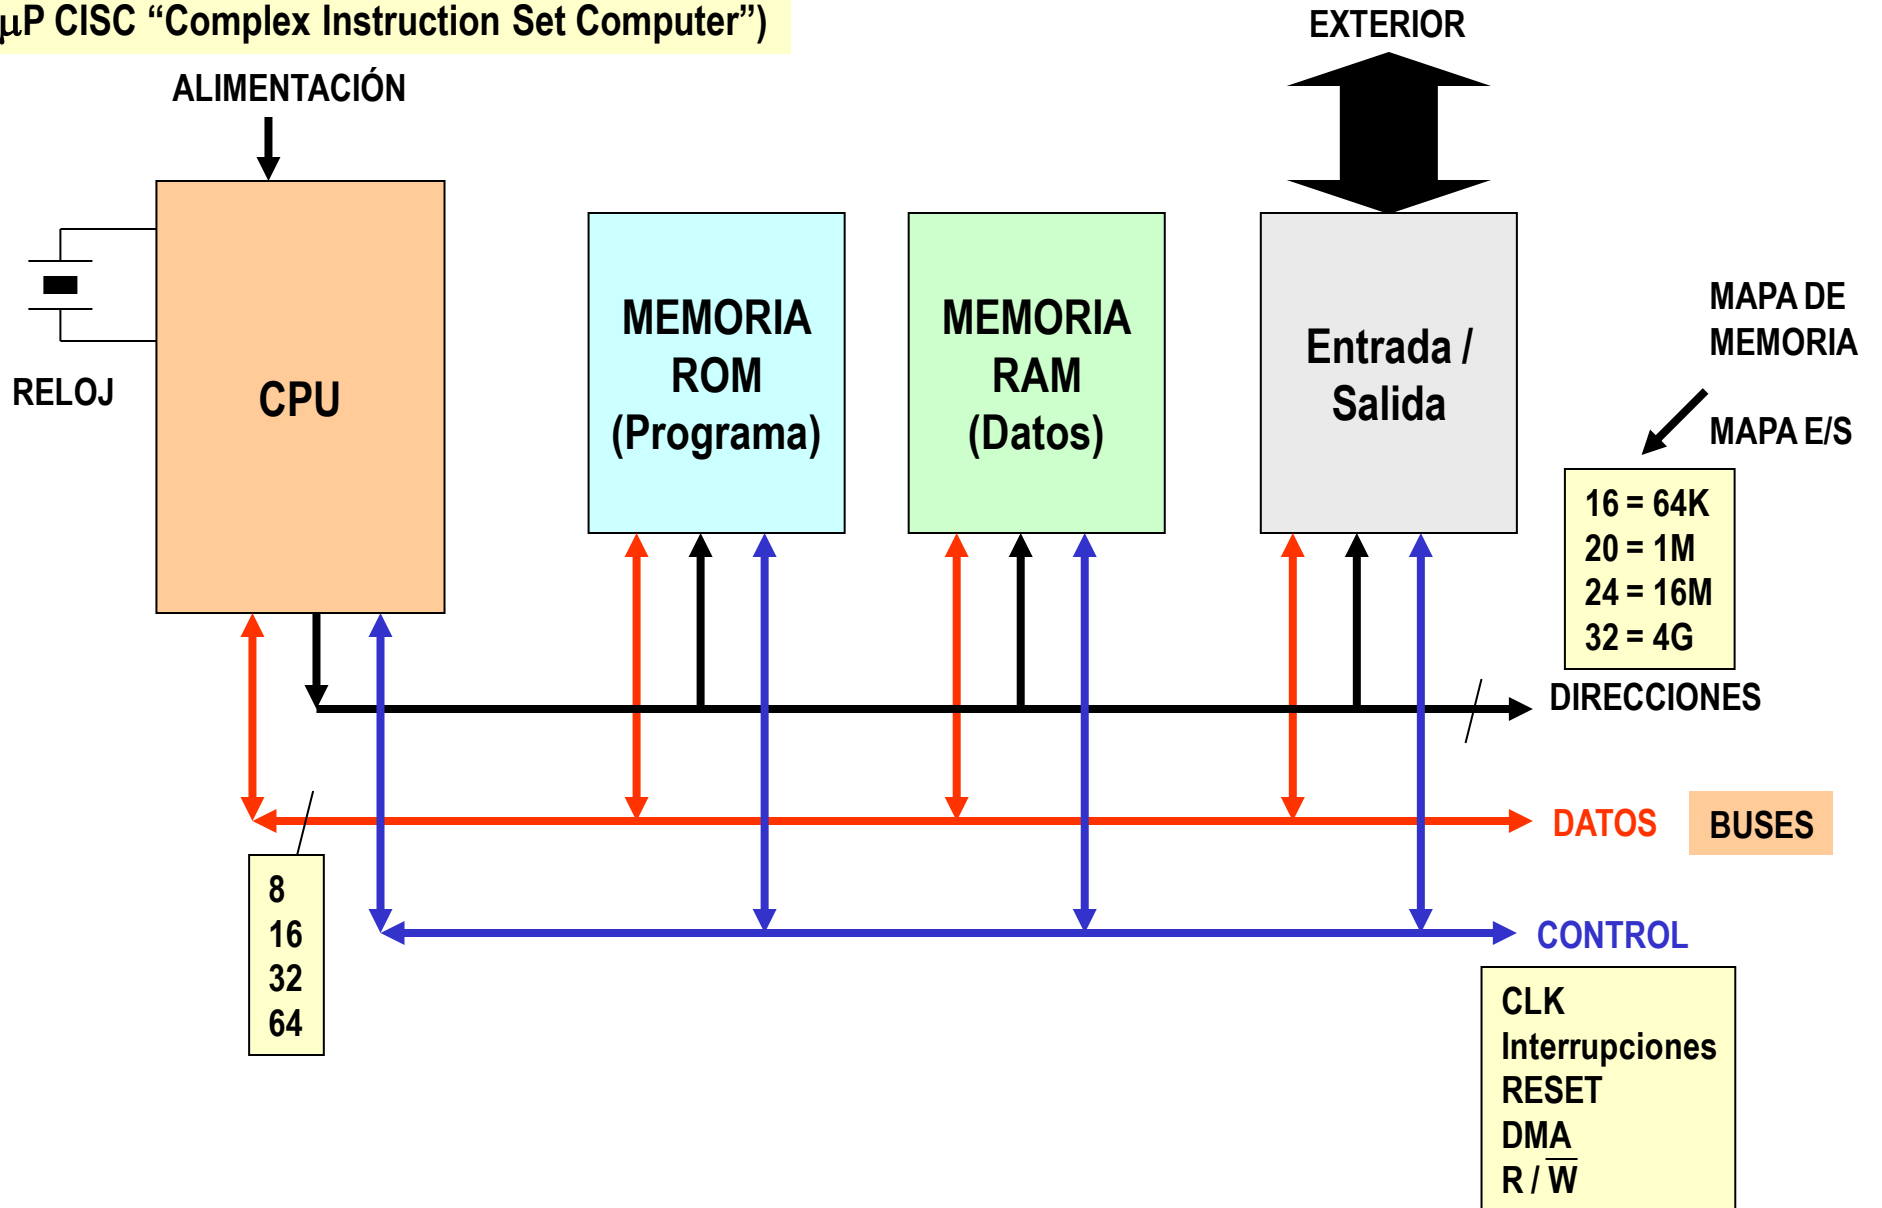 μP CISC “Complex Instruction Set Computer”)
EXTERIOR
ALIMENTACIÓN
RELOJ
CPU
MEMORIA
ROM
(Programa)
MEMORIA
RAM
(Datos)
Entrada /
Salida
MAPA DE
MEMORIA
MAPA E/S
16 = 64K
20 = 1M
24 = 16M
32 = 4G
DIRECCIONES
DATOS
BUSES
8
16
32
64
CONTROL
CLK
Interrupciones
RESET
DMA
R / W̅